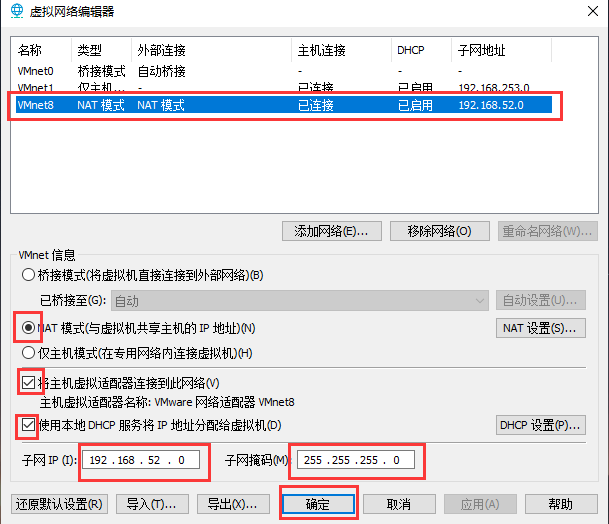 虚拟网络编辑器
名称 类型 外部连接 主机连接 DHCP 子网地址
VMnet0 桥接模式 自动桥接 - - -
VMnet1 仅主机... - 已连接 已启用 192.168.253.0
VMnet8 NAT 模式 NAT 模式 已连接 已启用 192.168.52.0
添加网络(E)... 移除网络(O) 重命名网络(W)...
VMnet 信息
桥接模式(将虚拟机直接连接到外部网络)(B)
已桥接至(G): 自动 自动设置(U)...
NAT 模式(与虚拟机共享主机的 IP 地址)(N) NAT 设置(S)...
仅主机模式(在专用网络内连接虚拟机)(H)
将主机虚拟适配器连接到此网络(V)
主机虚拟适配器名称: VMware 网络适配器 VMnet8
使用本地 DHCP 服务将 IP 地址分配给虚拟机(D) DHCP 设置(P)...
子网 IP (I): 192 .168 . 52 . 0 子网掩码(M): 255 .255 .255 . 0
还原默认设置(R) 导入(T)... 导出(X)... 确定 取消 应用(A) 帮助